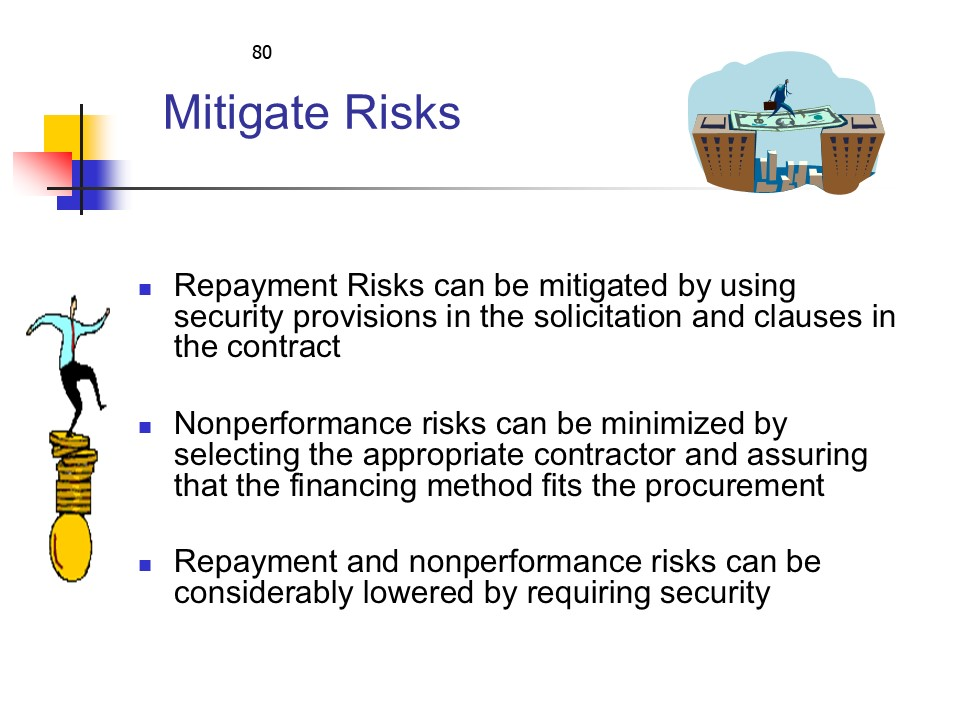 80
Mitigate Risks
Repayment Risks can be mitigated by using
security provisions in the solicitation and clauses in
the contract
Nonperformance risks can be minimized by
selecting the appropriate contractor and assuring
that the financing method fits the procurement
Repayment and nonperformance risks can be
considerably lowered by requiring security